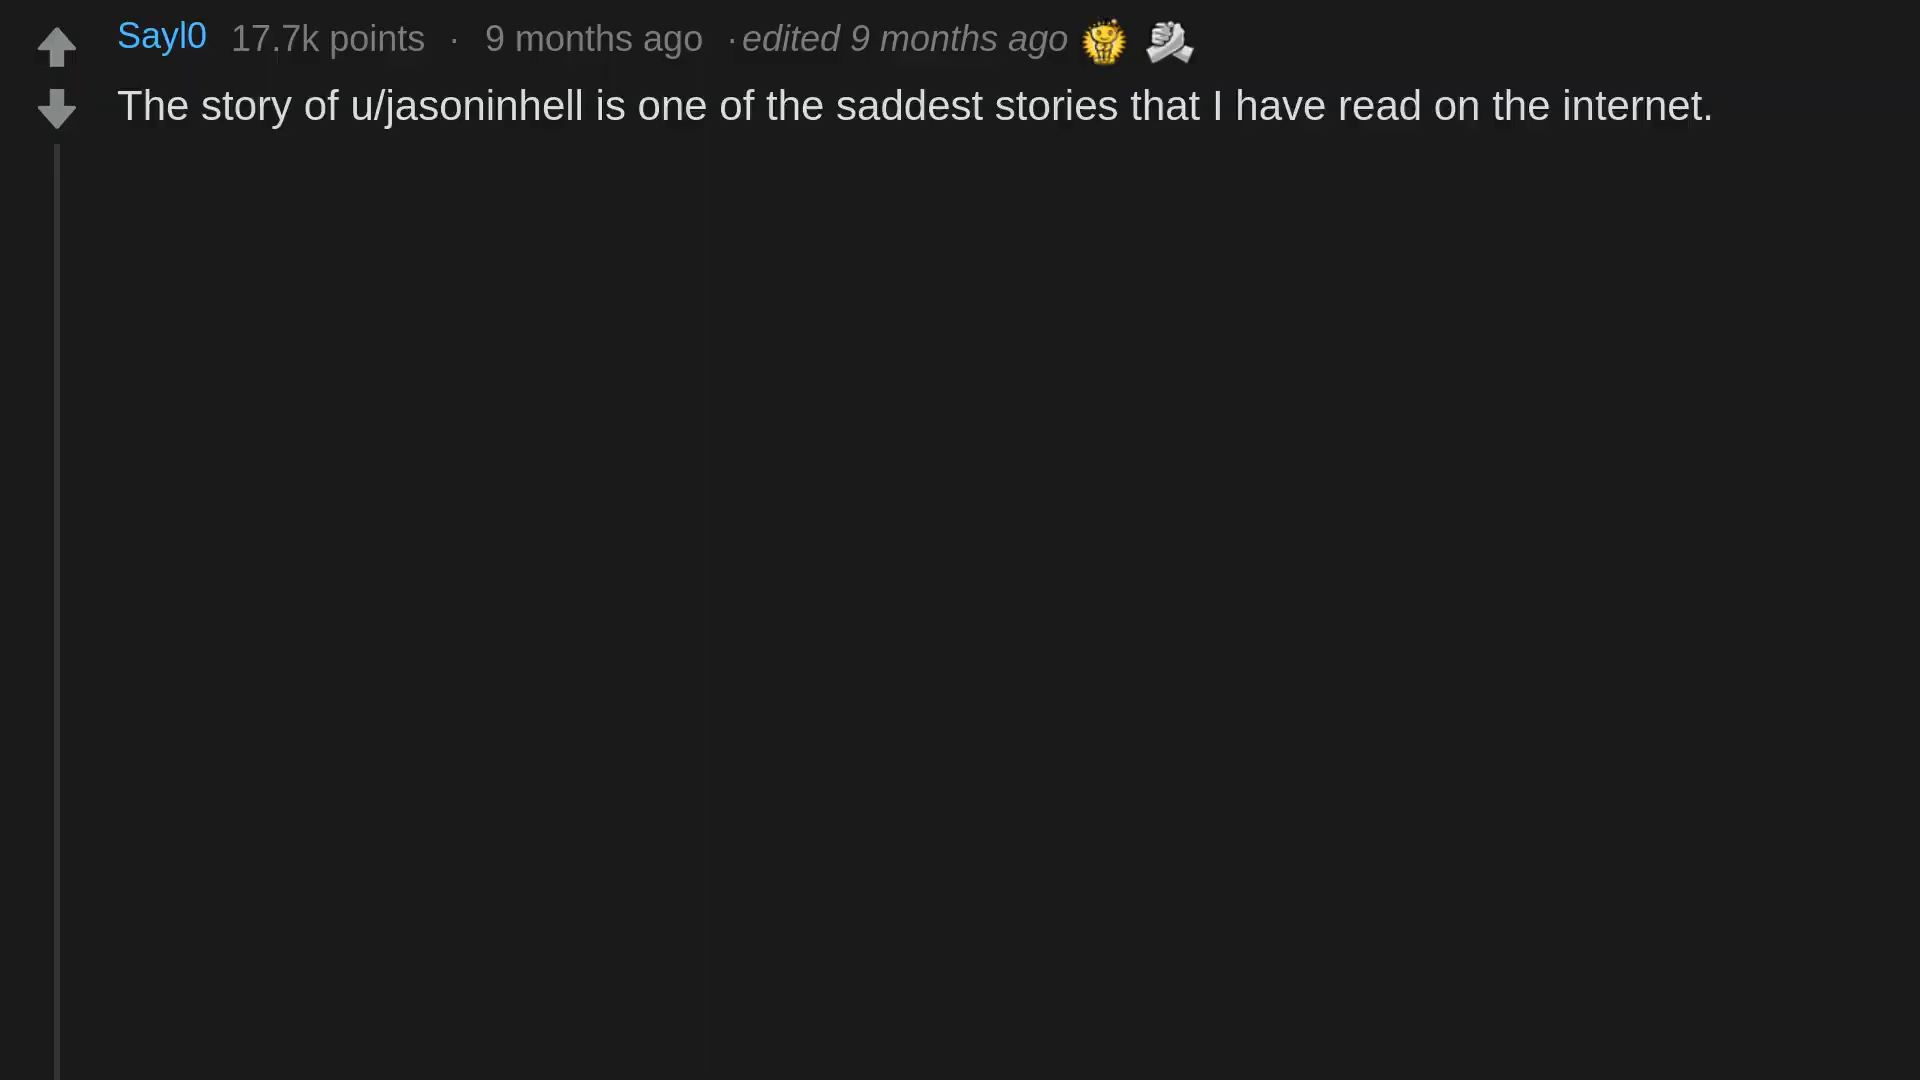 Sayl0 17.7k points · 9 months ago ·edited 9 months ago
The story of u/jasoninhell is one of the saddest stories that I have read on the internet.